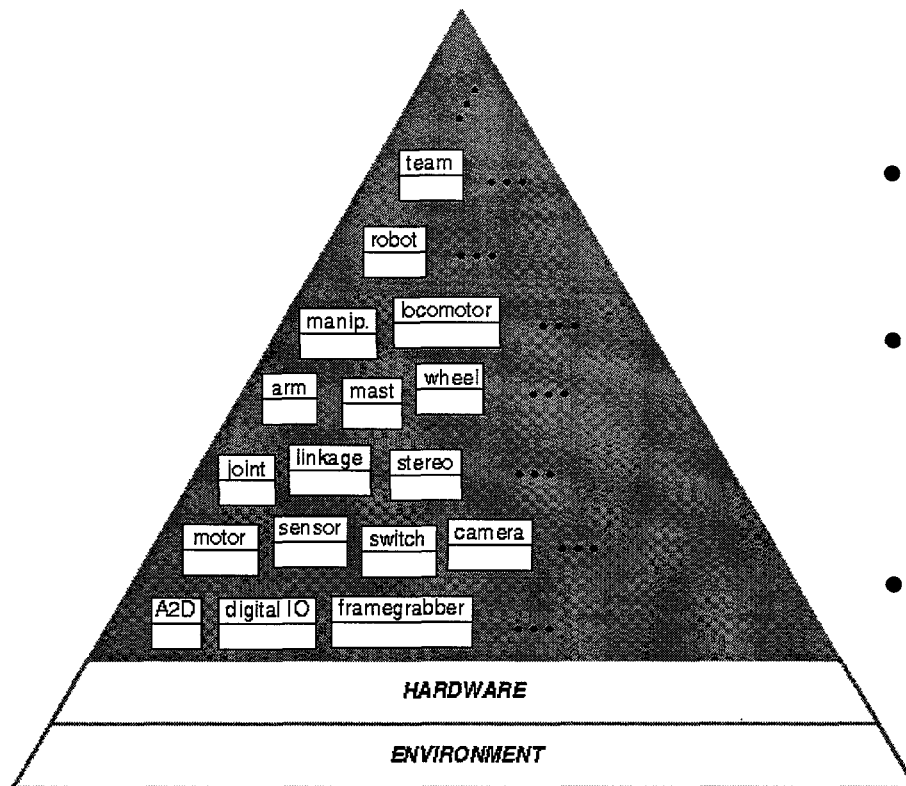 team
robot
manip. locomotor
arm mast wheel
joint linkage stereo
motor sensor switch camera
A2D digital IO framegrabber
HARDWARE
ENVIRONMENT